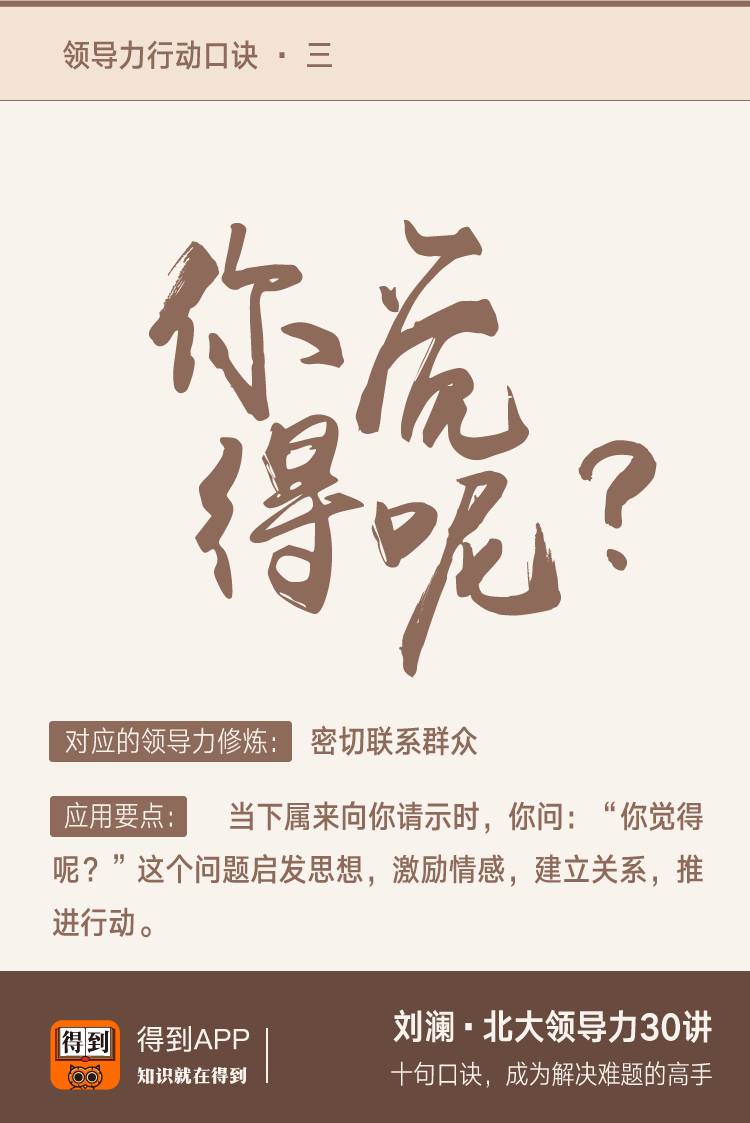 领导力行动口诀 · 三
你觉
得呢？
对应的领导力修炼： 密切联系群众
应用要点： 当下属来向你请示时，你问：“你觉得
呢？”这个问题启发思想，激励情感，建立关系，推
进行动。
得到
得到APP
知识就在得到
刘澜·北大领导力30讲
十句口诀，成为解决难题的高手